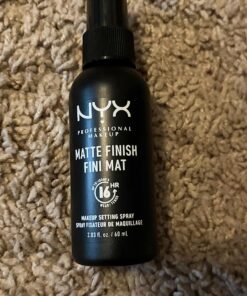 NYX
PROFESSIONAL
MAKEUP
MATTE FINISH
FINI MAT
16
HR
MAKEUP SETTING SPRAY
SPRAY FIXATEUR DE MAQUILLAGE
2.03 fl. oz. / 60 mL